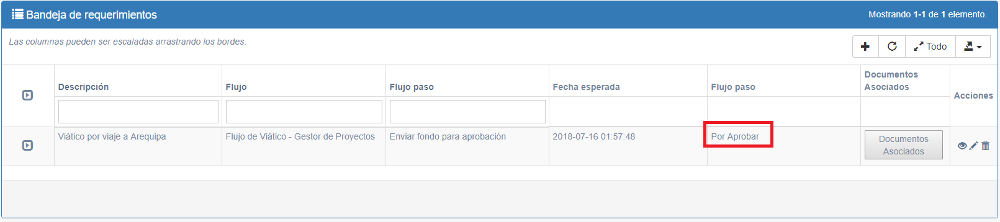 Bandeja de requerimientos
Mostrando 1-1 de 1 elemento.
Las columnas pueden ser escaladas arrastrando los bordes.
Todo
Descripción
Flujo
Flujo paso
Fecha esperada
Flujo paso
Documentos
Asociados
Acciones
Viático por viaje a Arequipa
Flujo de Viático - Gestor de Proyectos
Enviar fondo para aprobación
2018-07-16 01:57:48
Por Aprobar
Documentos
Asociados